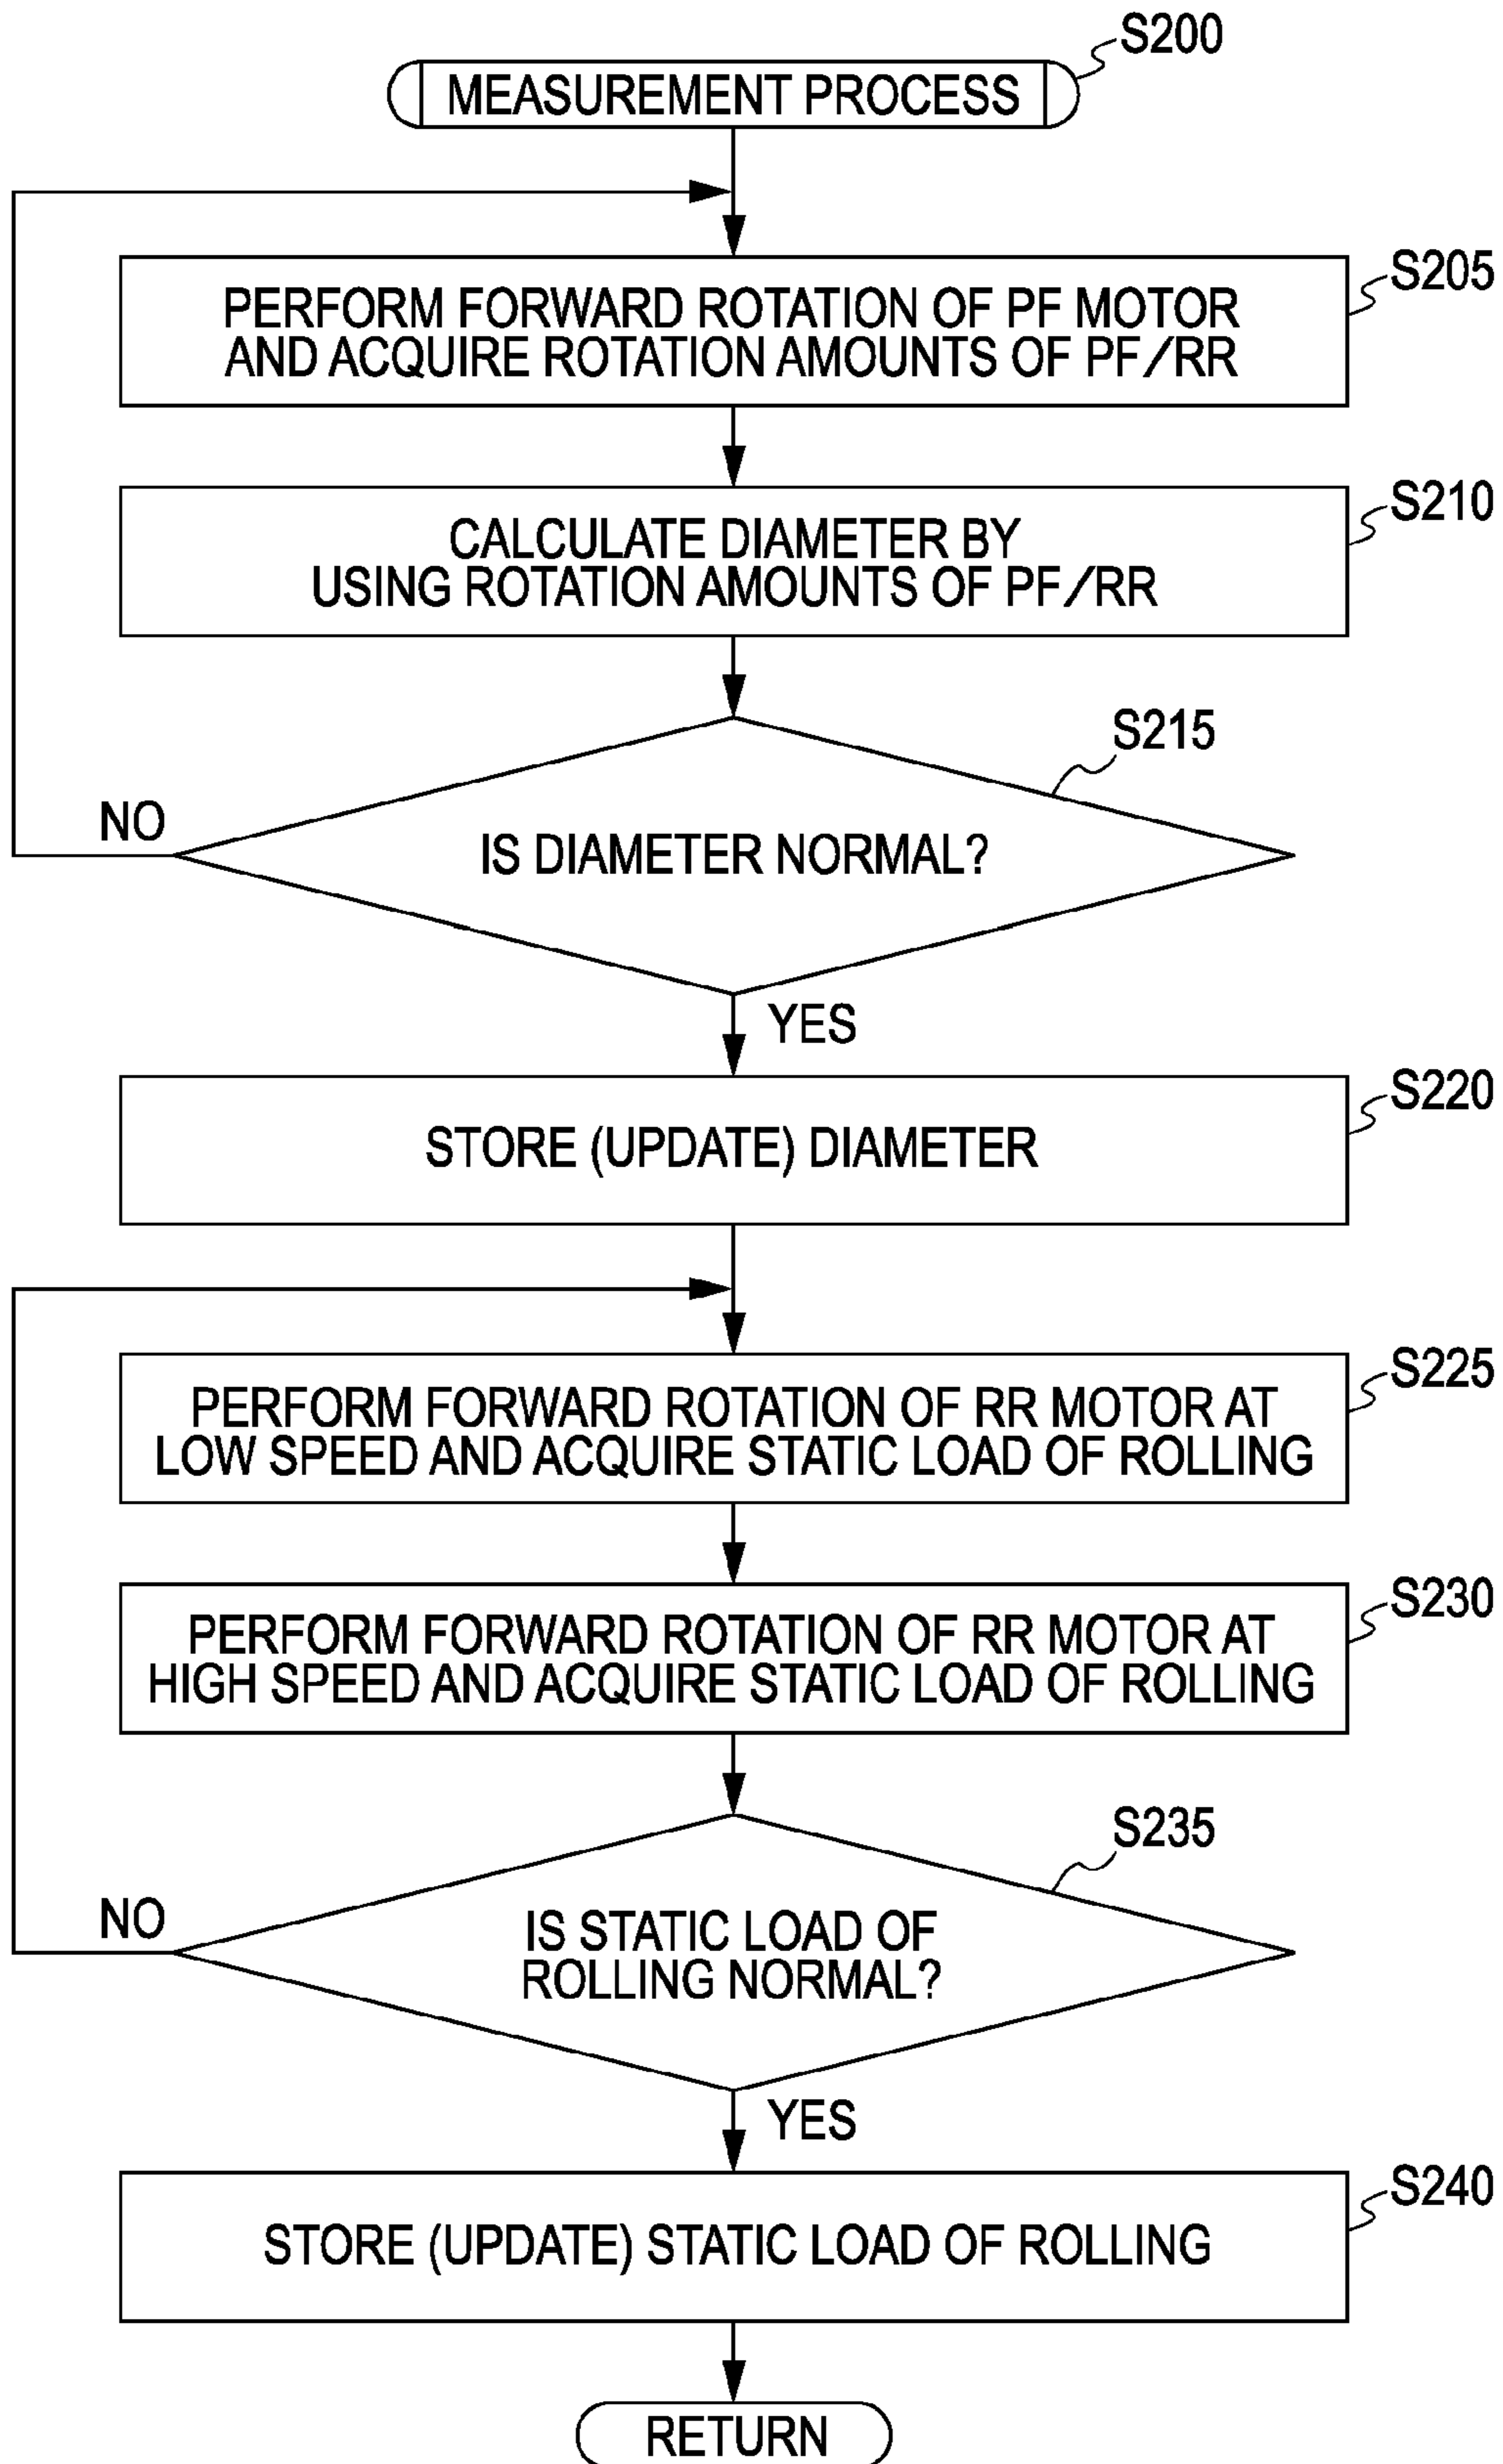 S200
MEASUREMENT PROCESS
S205
PERFORM FORWARD ROTATION OF PF MOTOR
AND ACQUIRE ROTATION AMOUNTS OF PF/RR
S210
CALCULATE DIAMETER BY
USING ROTATION AMOUNTS OF PF/RR
S215
NO
IS DIAMETER NORMAL?
YES
S220
STORE (UPDATE) DIAMETER
S225
PERFORM FORWARD ROTATION OF RR MOTOR AT
LOW SPEED AND ACQUIRE STATIC LOAD OF ROLLING
S230
PERFORM FORWARD ROTATION OF RR MOTOR AT
HIGH SPEED AND ACQUIRE STATIC LOAD OF ROLLING
S235
NO
IS STATIC LOAD OF
ROLLING NORMAL?
YES
S240
STORE (UPDATE) STATIC LOAD OF ROLLING
RETURN